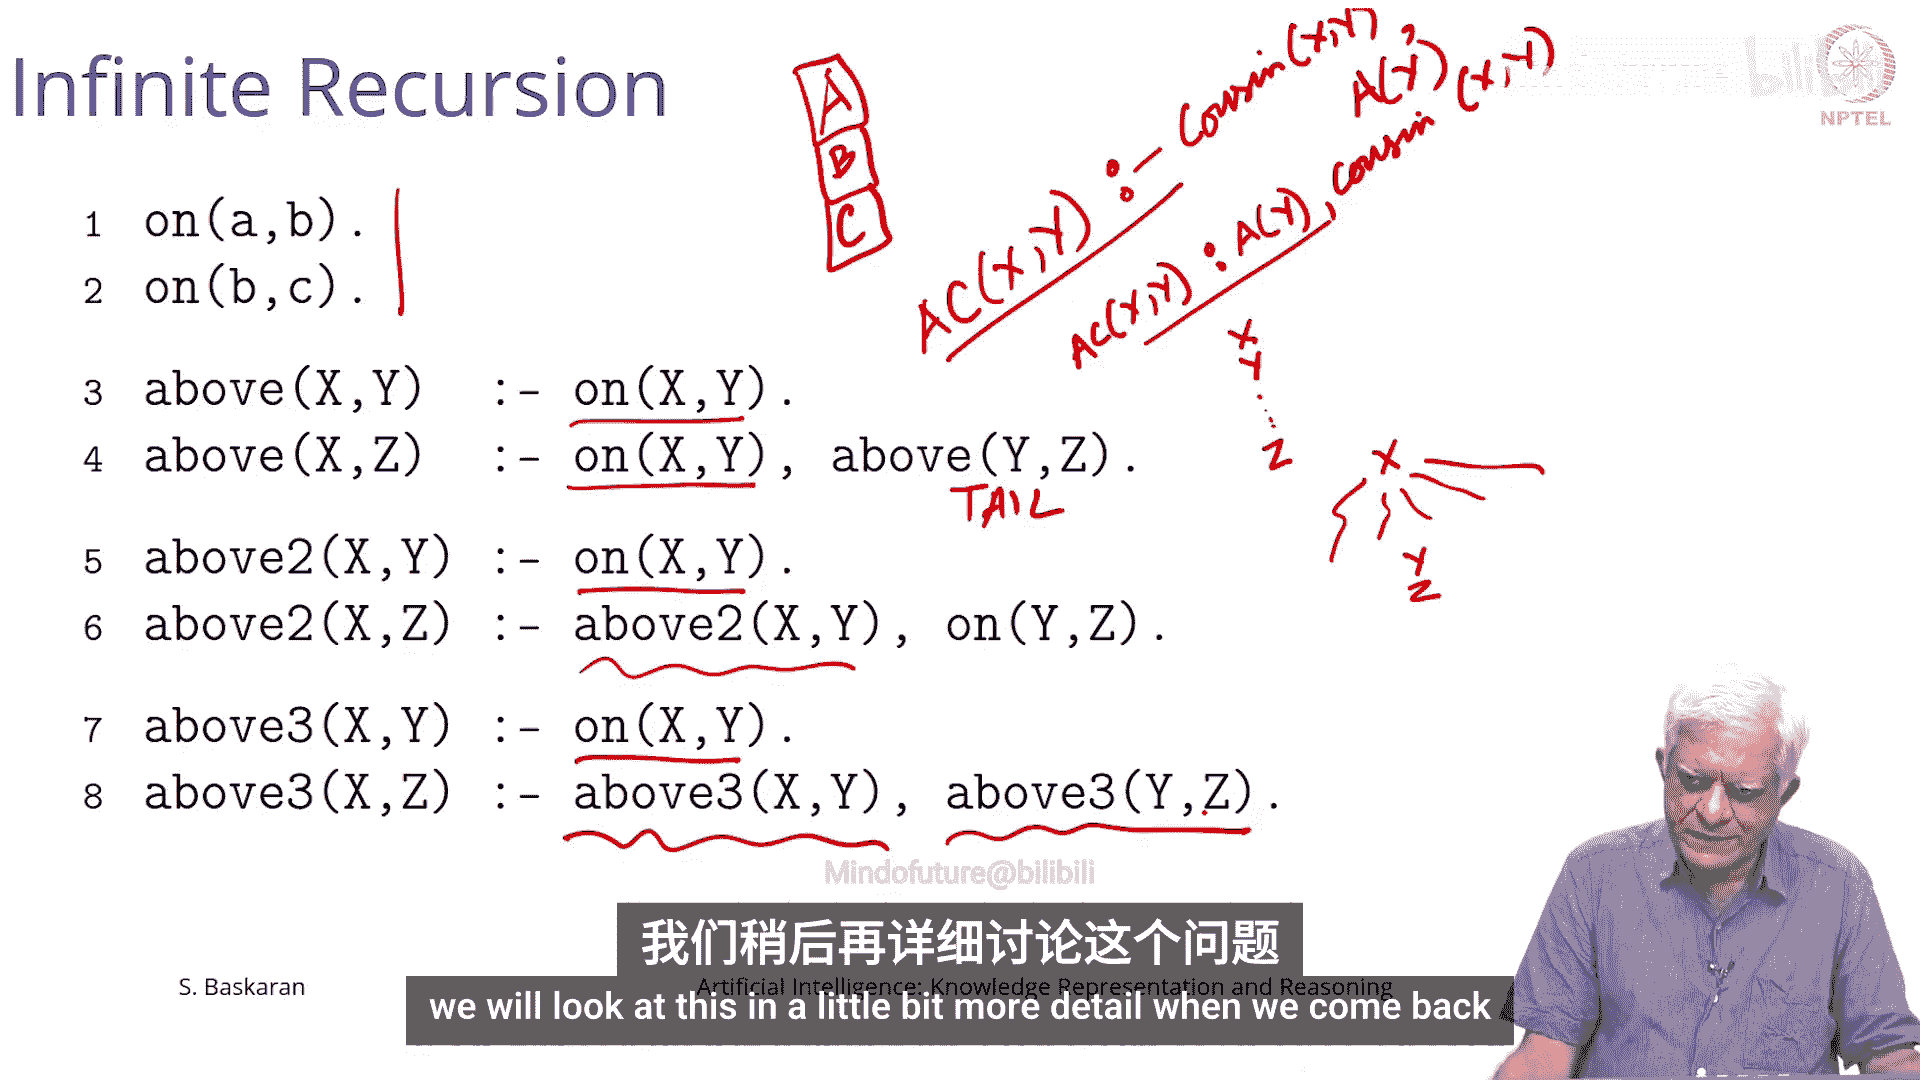 Infinite Recursion
1 on(a,b).
2 on(b,c).
3 above(X,Y) :- on(X,Y).
4 above(X,Z) :- on(X,Y), above(Y,Z).
TAIL
5 above2(X,Y) :- on(X,Y).
6 above2(X,Z) :- above2(X,Y), on(Y,Z).
7 above3(X,Y) :- on(X,Y).
8 above3(X,Z) :- above3(X,Y), above3(Y,Z).
A
B
C
AC(X,Y) :- Cousin(X,Y),
A(Y)
AC(X,Y) : A(Y), cousin (X,Y)
X
Y
Z
X
Y
Z
bili
NPTEL
Mindofuture@bilibili
我们稍后再详细讨论这个问题
S. Baskaran
Artificial Intelligence: Knowledge Representation and Reasoning
we will look at this in a little bit more detail when we come back